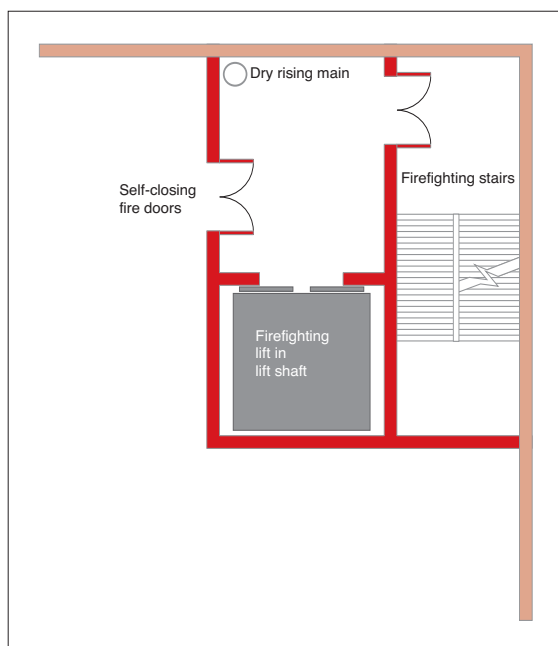 Dry rising main
Self-closing
fire doors
Firefighting stairs
Firefighting
lift in
lift shaft